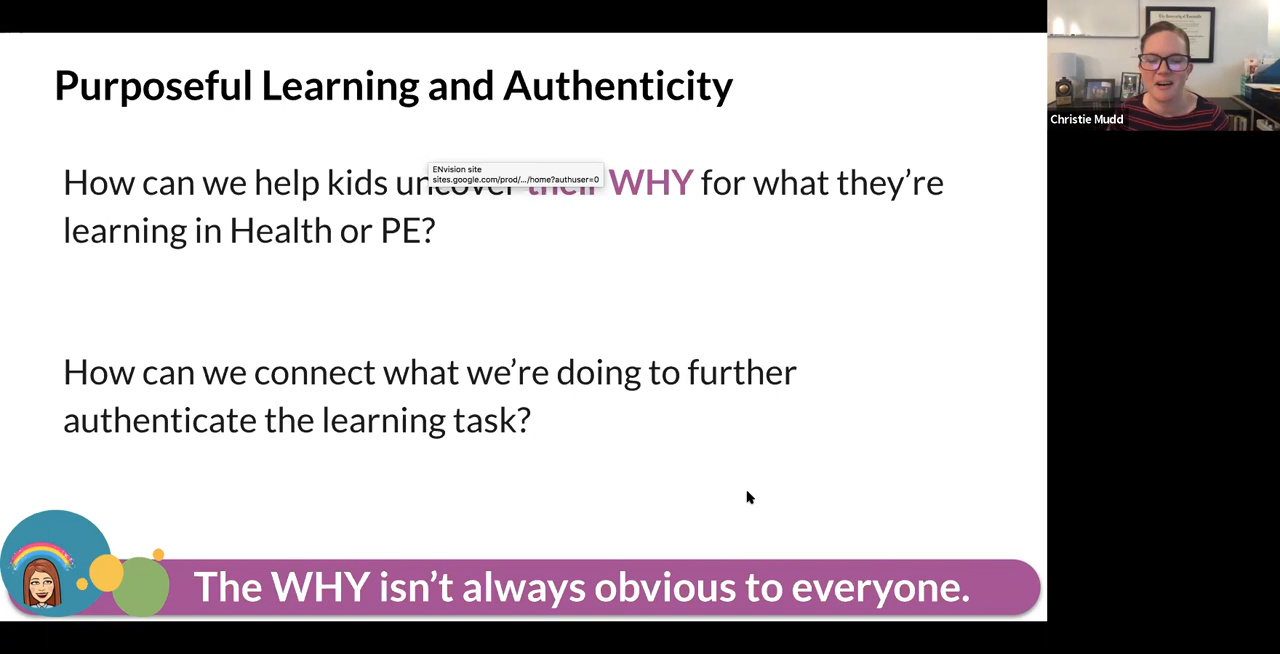 Purposeful Learning and Authenticity
ENvision site
sites.google.com/prod/.../home?authuser=0
How can we help kids uncover their WHY for what they're
learning in Health or PE?
How can we connect what we're doing to further
authenticate the learning task?
The WHY isn't always obvious to everyone.
Christie Mudd